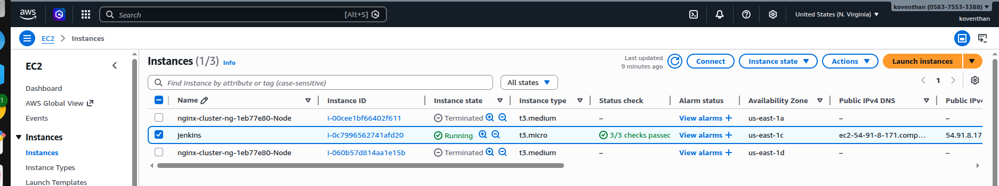 aws
Search [Alt+S]
United States (N. Virginia)
koventhan (0583-7553-3388)
koventhan
EC2 Instances
EC2
Dashboard
AWS Global View
Events
Instances
Instances
Instance Types
Launch Templates
Instances (1/3) Info
Last updated
9 minutes ago
Connect Instance state Actions Launch instances
Find Instance by attribute or tag (case-sensitive) All states 1
Name Instance ID Instance state Instance type Status check Alarm status Availability Zone Public IPv4 DNS Public IPv4
nginx-cluster-ng-1eb77e80-Node i-00cee1bf66402f611 Terminated t3.medium – View alarms + us-east-1a – –
jenkins i-0c7996562741afd20 Running t3.micro 3/3 checks passec View alarms + us-east-1c ec2-54-91-8-171.comp... 54.91.8.17
nginx-cluster-ng-1eb77e80-Node i-060b57d814aa1e15b Terminated t3.medium – View alarms + us-east-1d – –
1